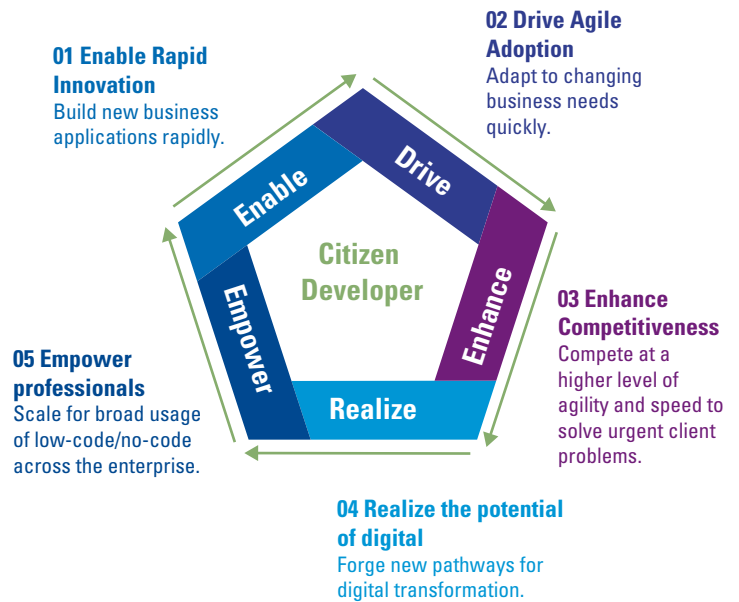 01 Enable Rapid
Innovation
Build new business
applications rapidly.
02 Drive Agile
Adoption
Adapt to changing
business needs
quickly.
Enable
Drive
Enhance
Realize
Empower
Citizen
Developer
03 Enhance
Competitiveness
Compete at a
higher level of
agility and speed to
solve urgent client
problems.
04 Realize the potential
of digital
Forge new pathways for
digital transformation.
05 Empower
professionals
Scale for broad usage
of low-code/no-code
across the enterprise.